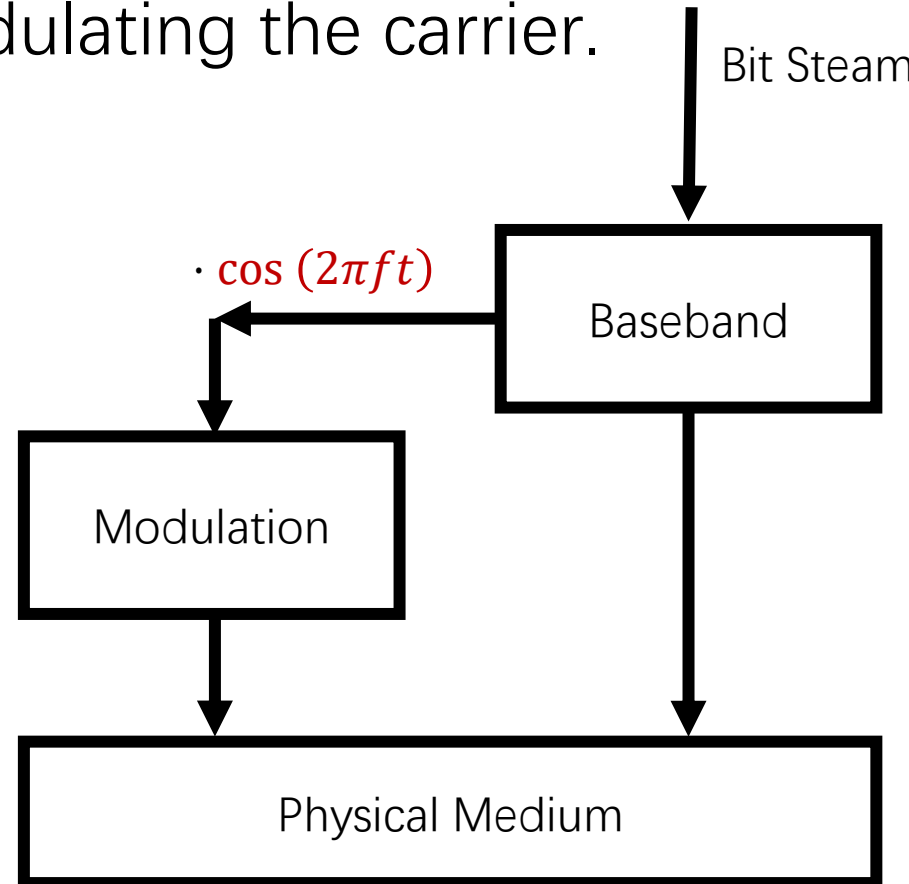 dulating the carrier.
Bit Steam
· cos (2πft)
Baseband
Modulation
Physical Medium